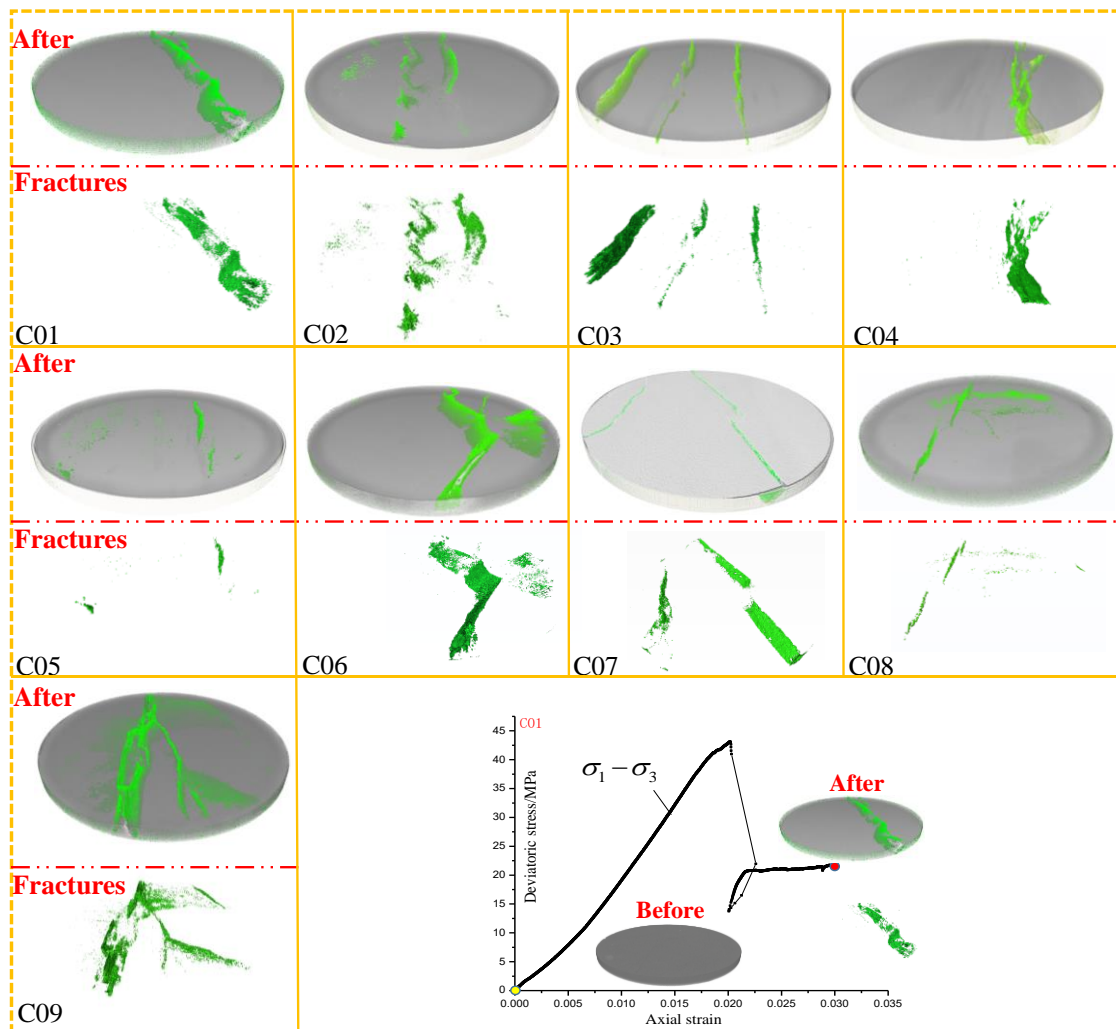 After
Fractures
C01
C02
C03
C04
After
Fractures
C05
C06
C07
C08
After
Fractures
C09
C01
σ₁ − σ₃
After
Before
Deviatoric stress/MPa
45
40
35
30
25
20
15
10
5
0
0.000 0.005 0.010 0.015 0.020 0.025 0.030 0.035
Axial strain